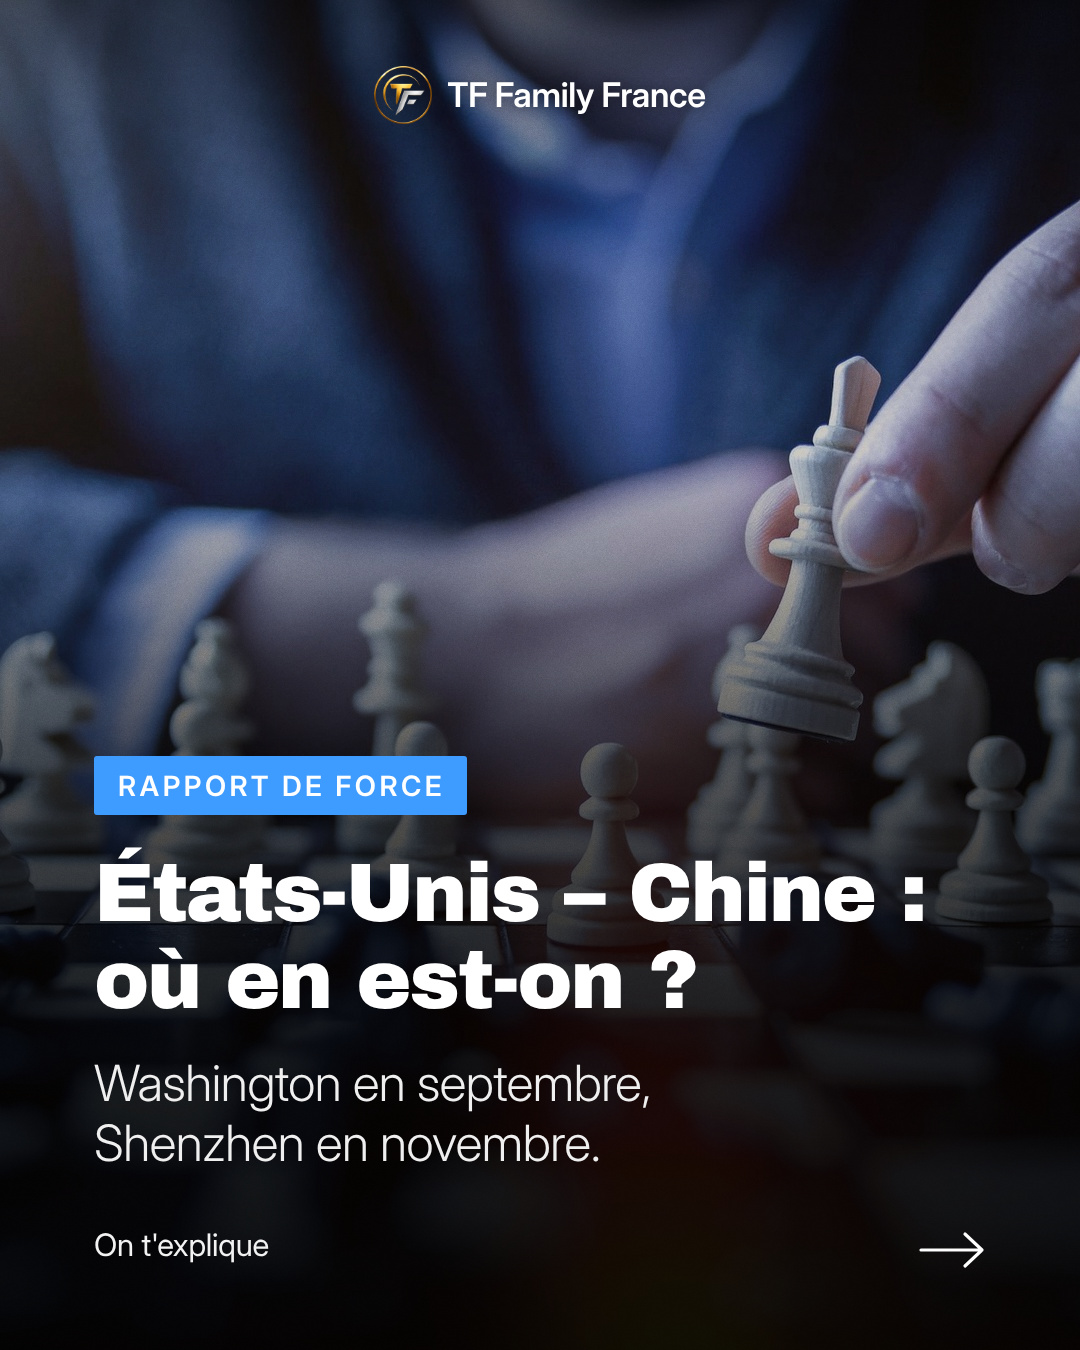 TF
TF Family France
RAPPORT DE FORCE
États-Unis – Chine :
où en est-on ?
Washington en septembre,
Shenzhen en novembre.
On t'explique